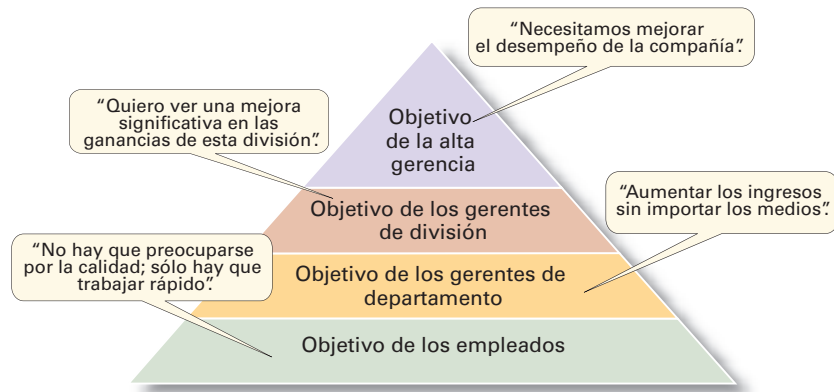 “Necesitamos mejorar
el desempeño de la compañía”.
“Quiero ver una mejora
significativa en las
ganancias de esta división”.
Objetivo
de la alta
gerencia
“Aumentar los ingresos
sin importar los medios”.
Objetivo de los gerentes
de división
“No hay que preocuparse
por la calidad; sólo hay que
trabajar rápido”.
Objetivo de los gerentes de
departamento
Objetivo de los empleados